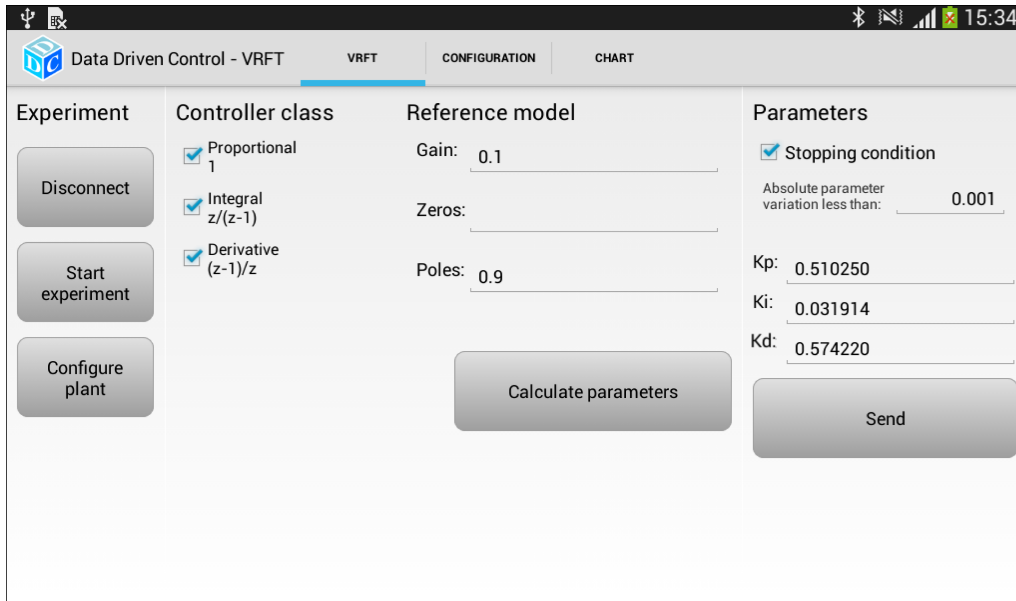 15:34
DDC
Data Driven Control - VRFT
VRFT
CONFIGURATION
CHART
Experiment
Disconnect
Start
experiment
Configure
plant
Controller class
Proportional
1
Integral
z/(z-1)
Derivative
(z-1)/z
Reference model
Gain: 0.1
Zeros:
Poles: 0.9
Calculate parameters
Parameters
Stopping condition
Absolute parameter
variation less than: 0.001
Kp: 0.510250
Ki: 0.031914
Kd: 0.574220
Send